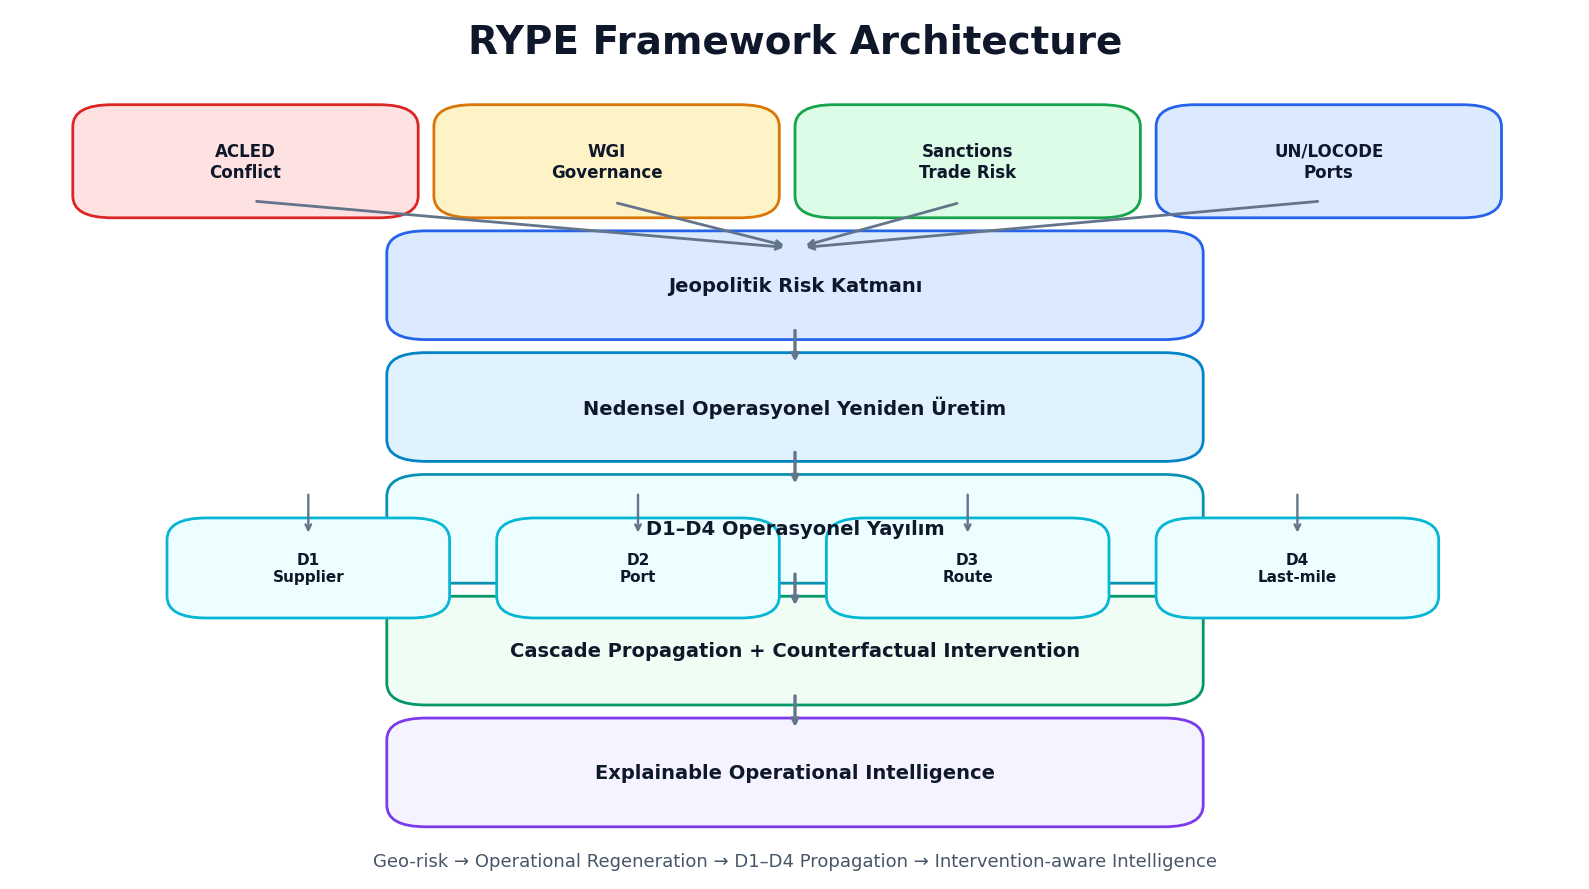 RYPE Framework Architecture
ACLED
Conflict
WGI
Governance
Sanctions
Trade Risk
UN/LOCODE
Ports
Jeopolitik Risk Katmanı
Nedensel Operasyonel Yeniden Üretim
D1–D4 Operasyonel Yayılım
D1
Supplier
D2
Port
D3
Route
D4
Last-mile
Cascade Propagation + Counterfactual Intervention
Explainable Operational Intelligence
Geo-risk → Operational Regeneration → D1–D4 Propagation → Intervention-aware Intelligence